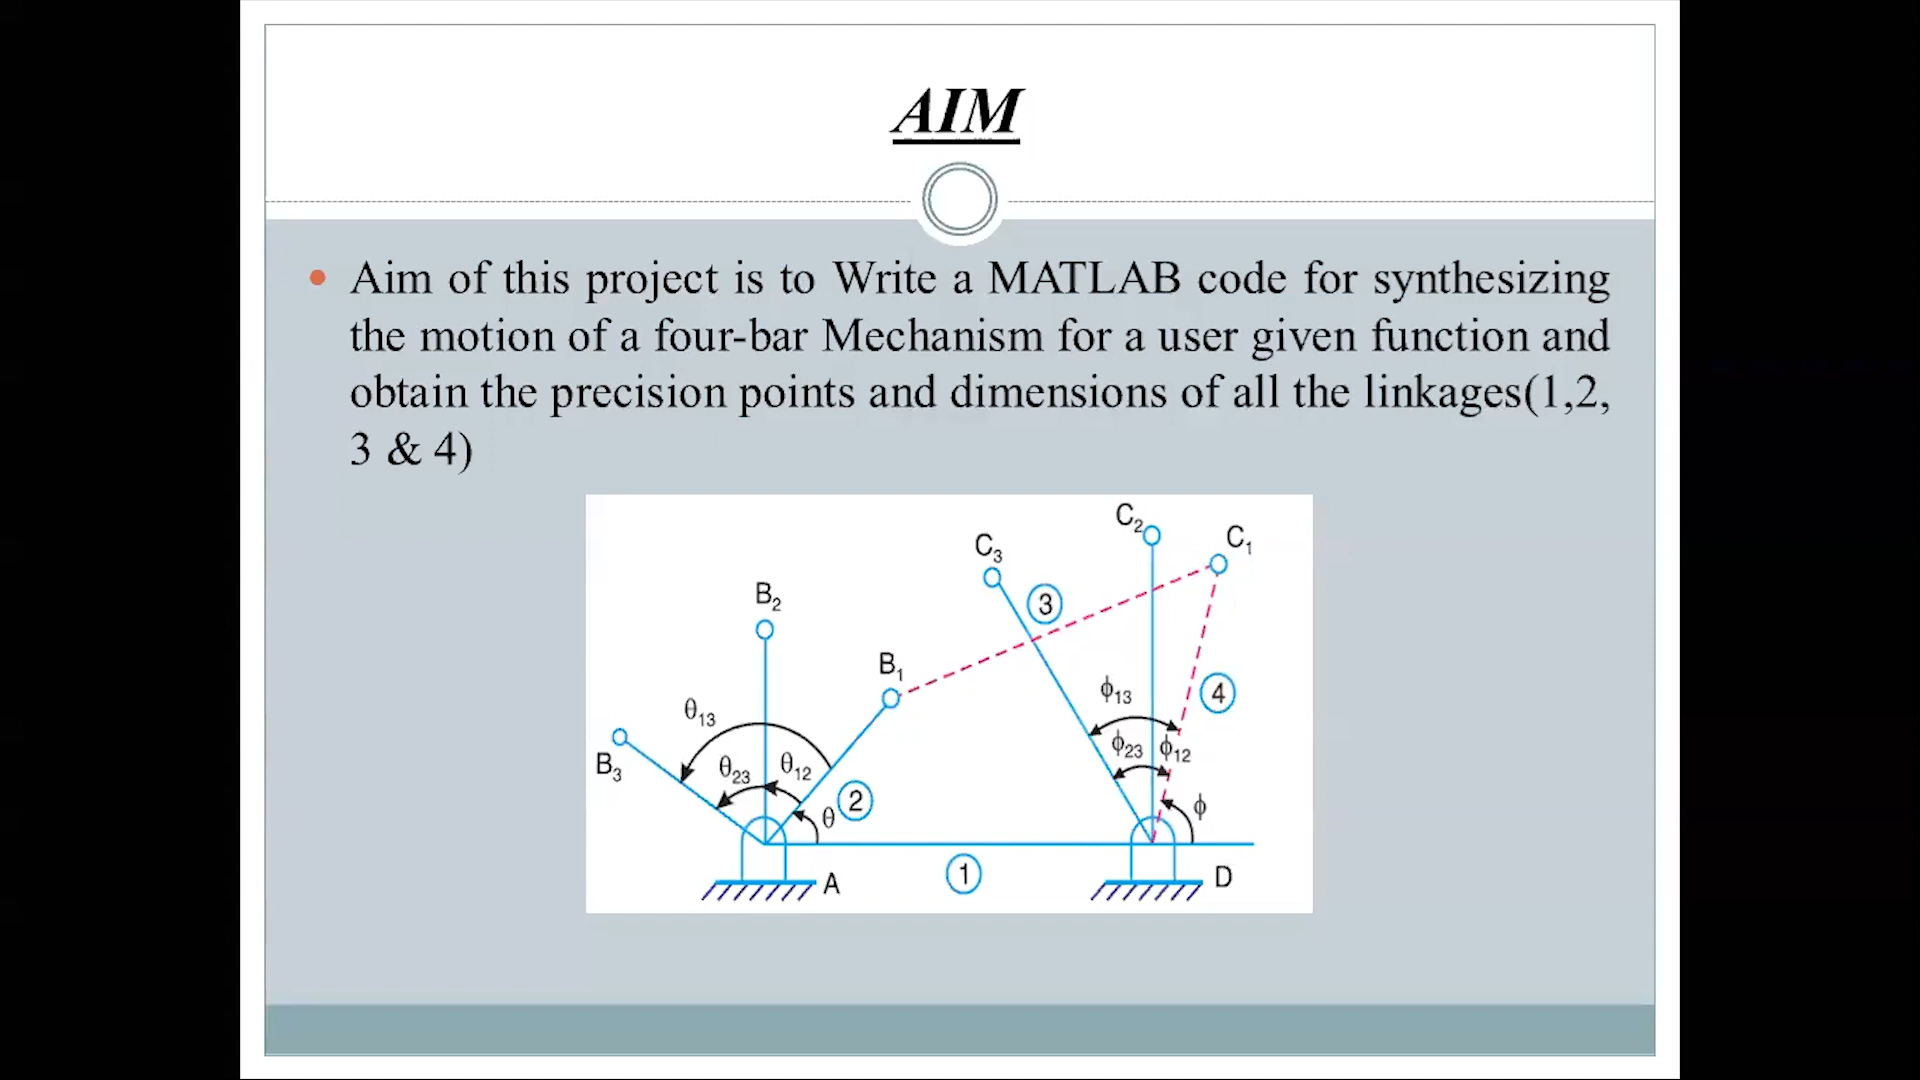 AIM
• Aim of this project is to Write a MATLAB code for synthesizing
the motion of a four-bar Mechanism for a user given function and
obtain the precision points and dimensions of all the linkages(1,2,
3 & 4)
C₂
C₁
C₃
3
B₂
B₁
ϕ₁₃
4
θ₁₃
ϕ₂₃ ϕ₁₂
B₃
θ₂₃ θ₁₂
2
θ
ϕ
1
A
D